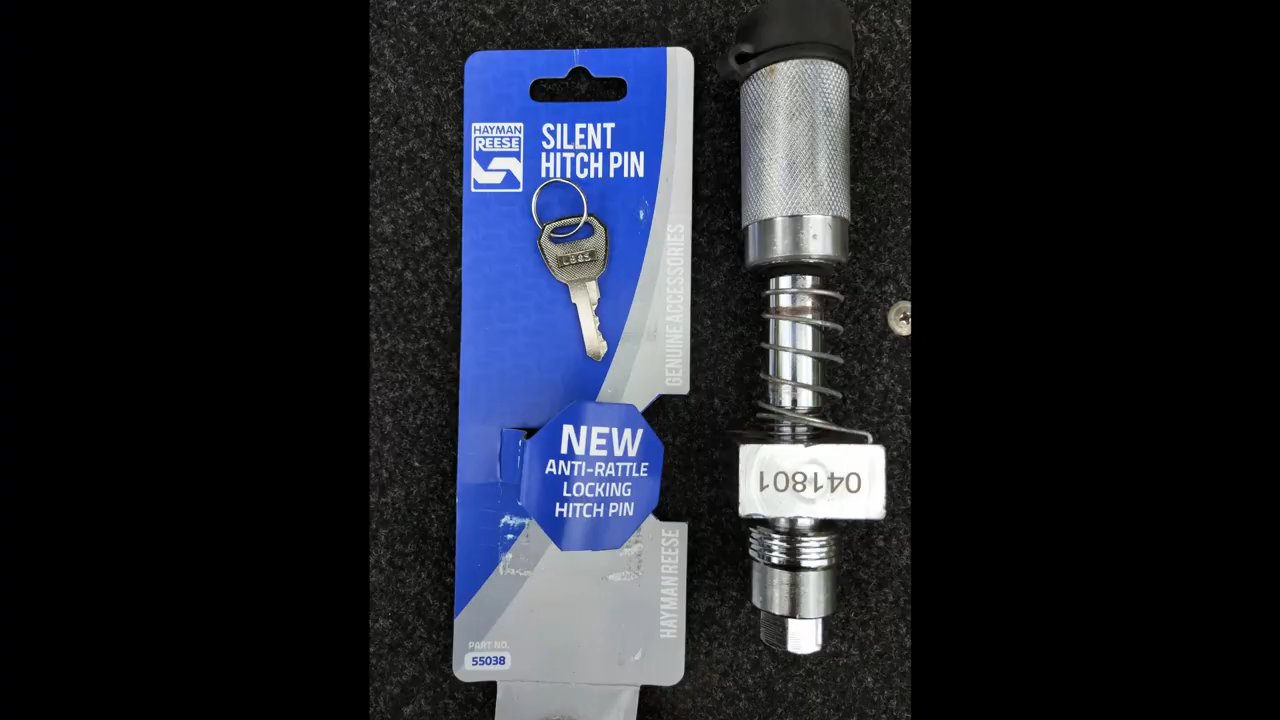 HAYMAN
REESE
SILENT
HITCH PIN
GENUINE ACCESSORIES
NEW
ANTI-RATTLE
LOCKING
HITCH PIN
HAYMAN REESE
PART NO.
55038
041801